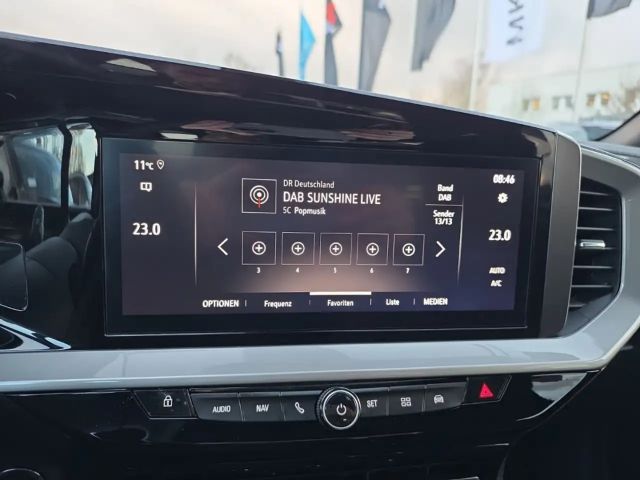 11°C
08:46
DR Deutschland
DAB SUNSHINE LIVE
5C Popmusik
Band
DAB
Sender
13/13
23.0
23.0
3 4 5 6 7
AUTO
A/C
OPTIONEN Frequenz Favoriten Liste MEDIEN
AUDIO NAV SET